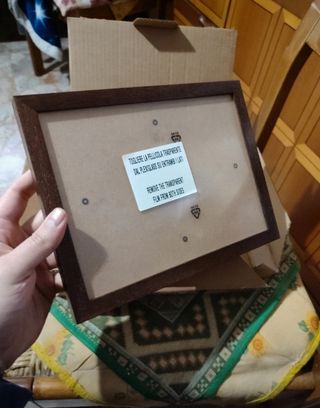 TOGLIERE LA PELLICOLA TRASPARENTE
DAL PLEXIGLASS SU ENTRAMBI I LATI
REMOVE THE TRANSPARENT
FILM FROM BOTH SIDES